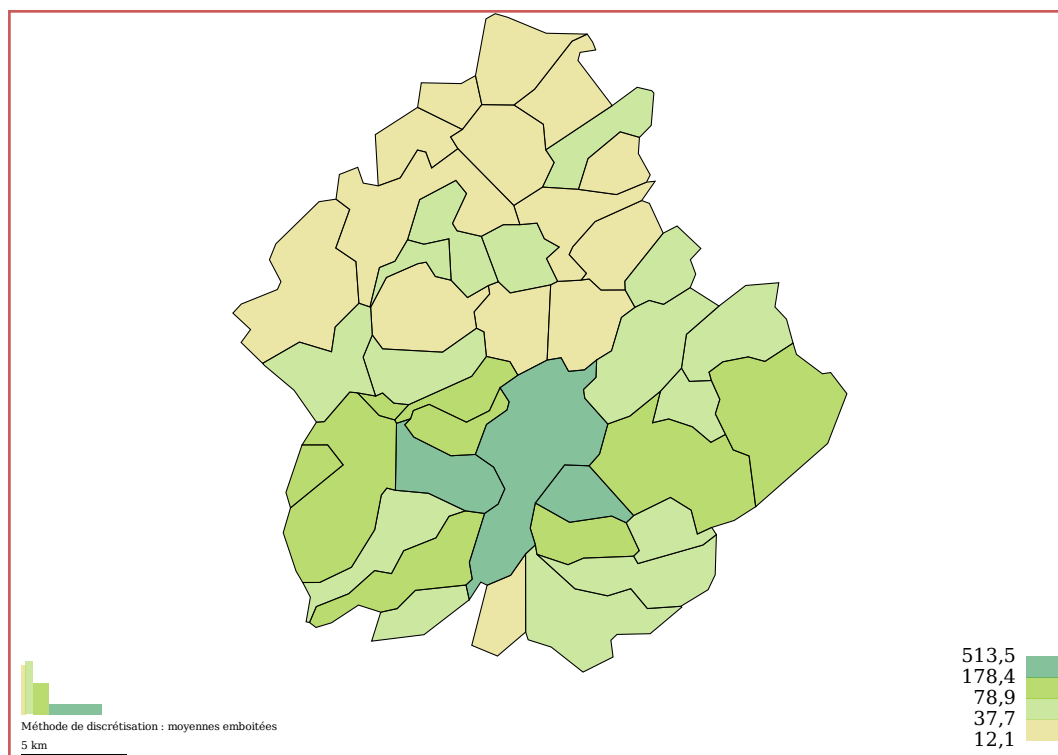 513,5
178,4
78,9
37,7
12,1
Méthode de discrétisation : moyennes emboitées
5 km